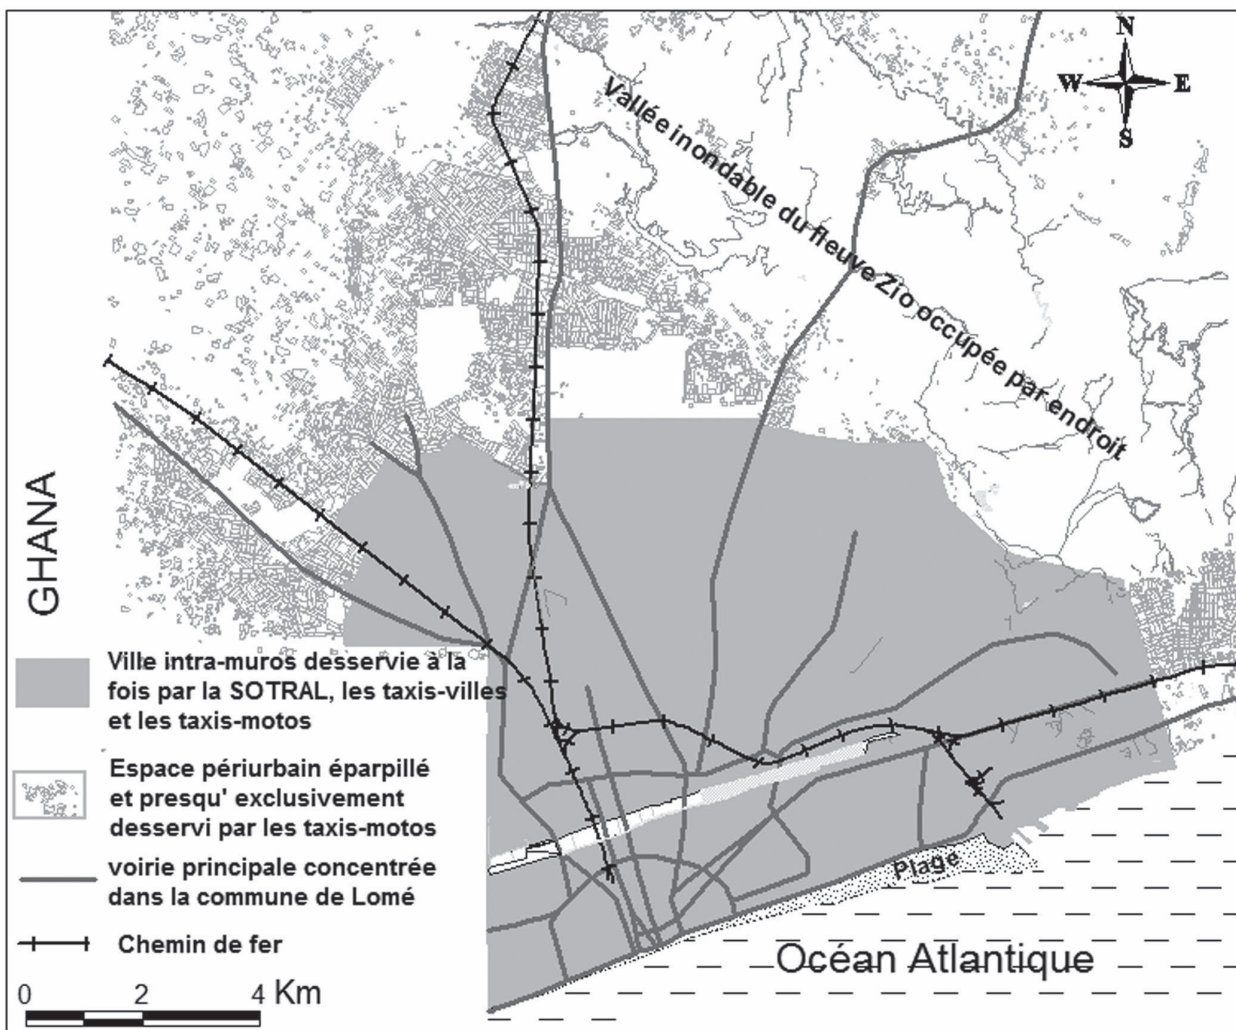 N
W E
S
Vallée inondable du fleuve Zio occupée par endroit
GHANA
Ville intra-muros desservie à la
fois par la SOTRAL, les taxis-villes
et les taxis-motos
Espace périurbain éparpillé
et presqu' exclusivement
desservi par les taxis-motos
voirie principale concentrée
dans la commune de Lomé
Chemin de fer
0 2 4 Km
Plage
Océan Atlantique